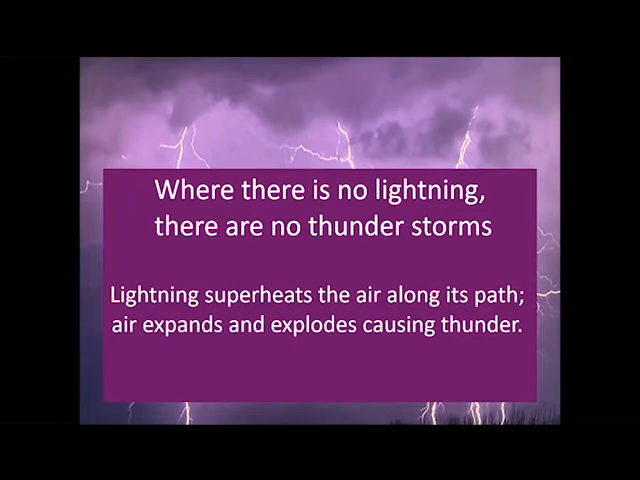 Where there is no lightning,
there are no thunder storms
Lightning superheats the air along its path;
air expands and explodes causing thunder.